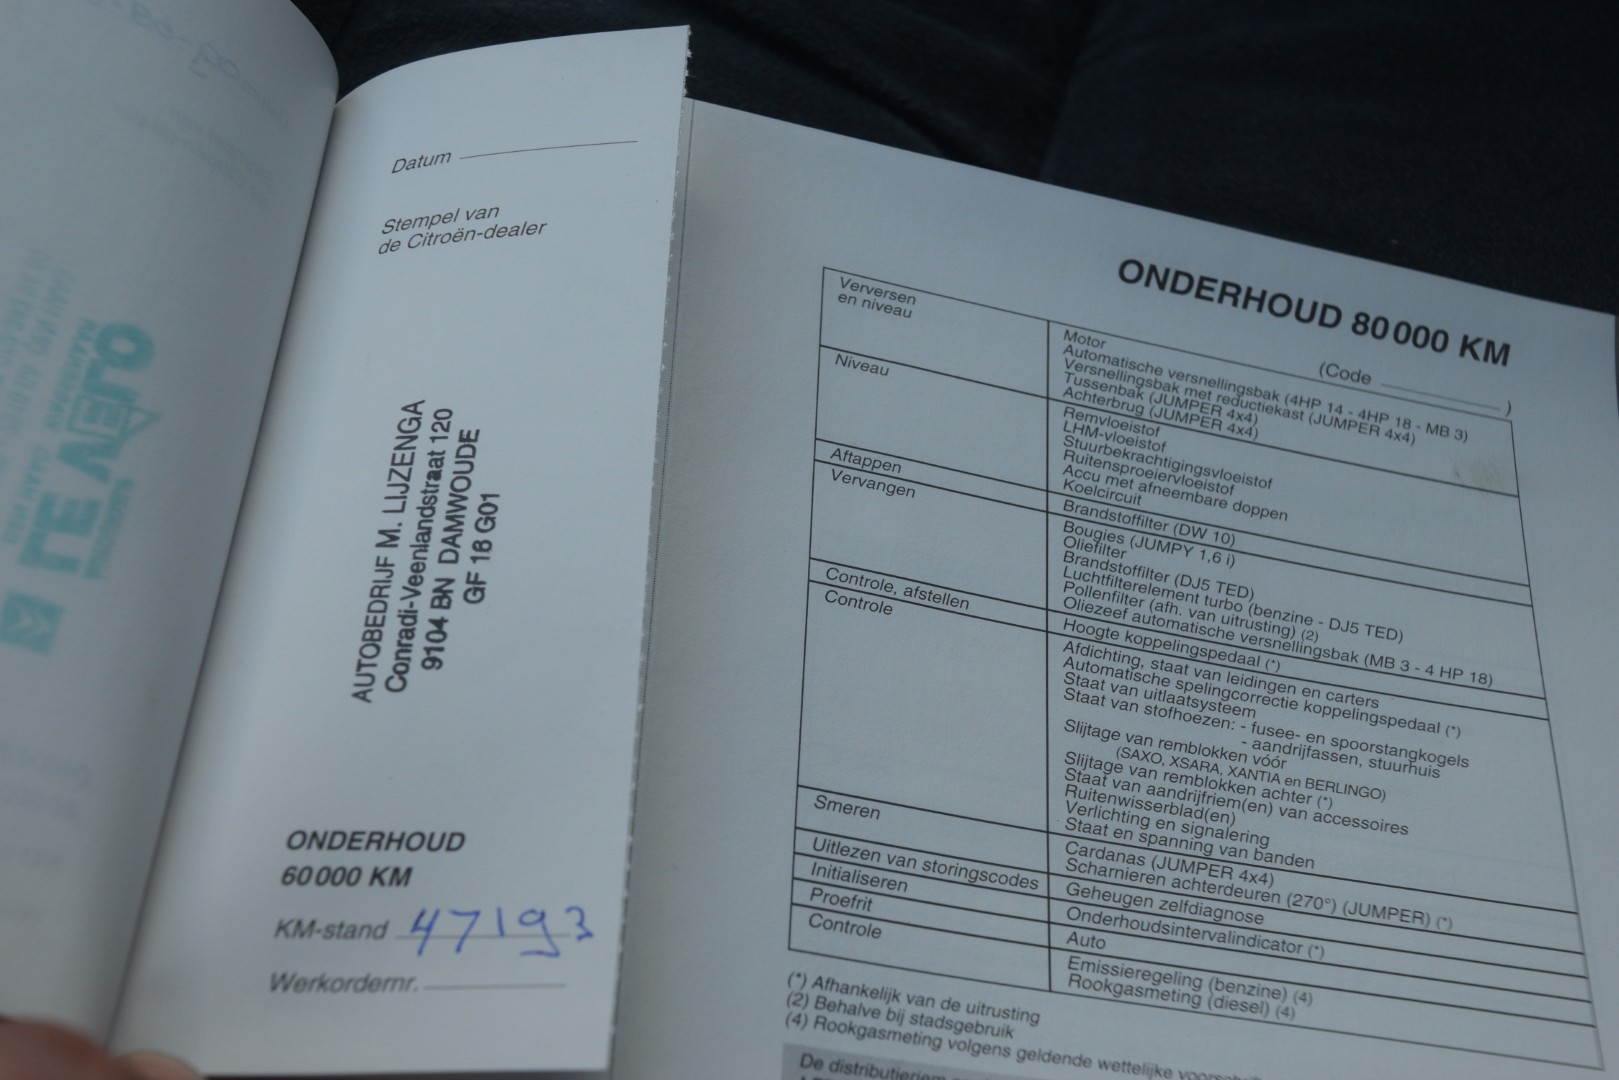 Datum
Stempel van
de Citroën-dealer
AUTOBEDRIJF M. LIJZENGA
Conradi-Veenlandstraat 120
9104 BN DAMWOUDE
GF 18 G01
ONDERHOUD
60 000 KM
KM-stand 47193
Werkordernr.
ONDERHOUD 80 000 KM
(Code )
Verversen
en niveau
Motor
Automatische versnellingsbak (4HP 14 - 4HP 18 - MB 3)
Versnellingsbak met reductiekast (JUMPER 4x4)
Tussenbak (JUMPER 4x4)
Achterbrug (JUMPER 4x4)
Niveau
Remvloeistof
LHM-vloeistof
Stuurbekrachtigingsvloeistof
Ruitensproeiervloeistof
Accu met afneembare doppen
Koelcircuit
Aftappen
Brandstoffilter (DW 10)
Vervangen
Bougies (JUMPY 1,6 i)
Oliefilter
Brandstoffilter (DJ5 TED)
Luchtfilterelement turbo (benzine - DJ5 TED)
Pollenfilter (afh. van uitrusting) (2)
Oliezeef automatische versnellingsbak (MB 3 - 4 HP 18)
Controle, afstellen
Hoogte koppelingspedaal (*)
Controle
Afdichting, staat van leidingen en carters
Automatische spelingcorrectie koppelingspedaal (*)
Staat van uitlaatsysteem
Staat van stofhoezen: - fusee- en spoorstangkogels
- aandrijfassen, stuurhuis
Slijtage van remblokken vóór
(SAXO, XSARA, XANTIA en BERLINGO)
Slijtage van remblokken achter (*)
Staat van aandrijfriem(en) van accessoires
Ruitenwisserblad(en)
Verlichting en signalering
Staat en spanning van banden
Smeren
Cardanas (JUMPER 4x4)
Scharnieren achterdeuren (270°) (JUMPER) (*)
Uitlezen van storingscodes
Geheugen zelfdiagnose
Initialiseren
Onderhoudsintervalindicator (*)
Proefrit
Auto
Controle
Emissieregeling (benzine) (4)
Rookgasmeting (diesel) (4)
(*) Afhankelijk van de uitrusting
(2) Behalve bij stadsgebruik
(4) Rookgasmeting volgens geldende wettelijke
De distributieriem